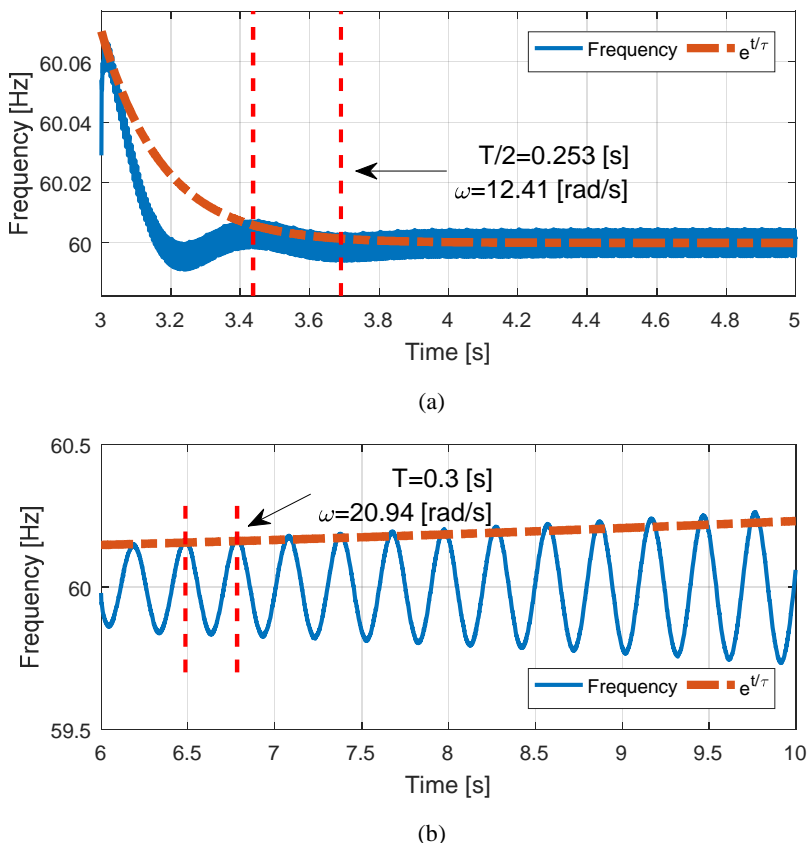 Frequency e^{t/τ}
60.06
60.04
60.02
60
Frequency [Hz]
T/2=0.253 [s]
ω=12.41 [rad/s]
3 3.2 3.4 3.6 3.8 4 4.2 4.4 4.6 4.8 5
Time [s]
(a)
60.5
60
59.5
Frequency [Hz]
T=0.3 [s]
ω=20.94 [rad/s]
Frequency e^{t/τ}
6 6.5 7 7.5 8 8.5 9 9.5 10
Time [s]
(b)